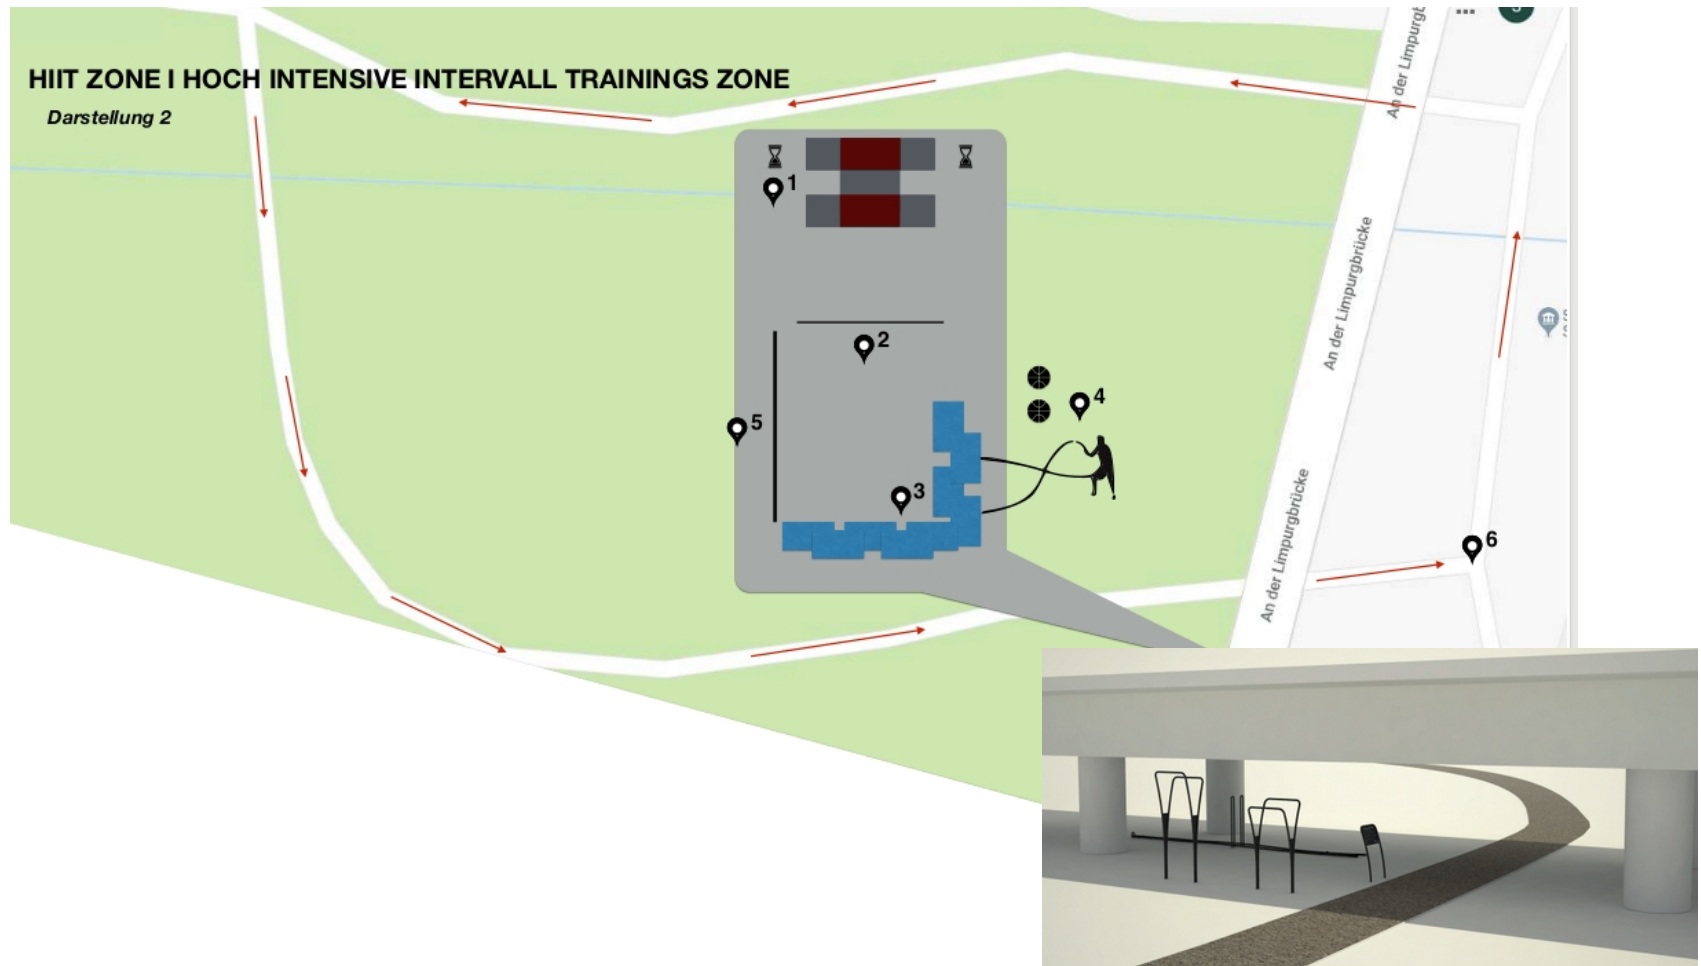 HIIT ZONE I HOCH INTENSIVE INTERVALL TRAININGS ZONE
Darstellung 2
An der Limpurgb
1
2
An der Limpurgbrücke
4
5
3
6
An der Limpurgbrücke